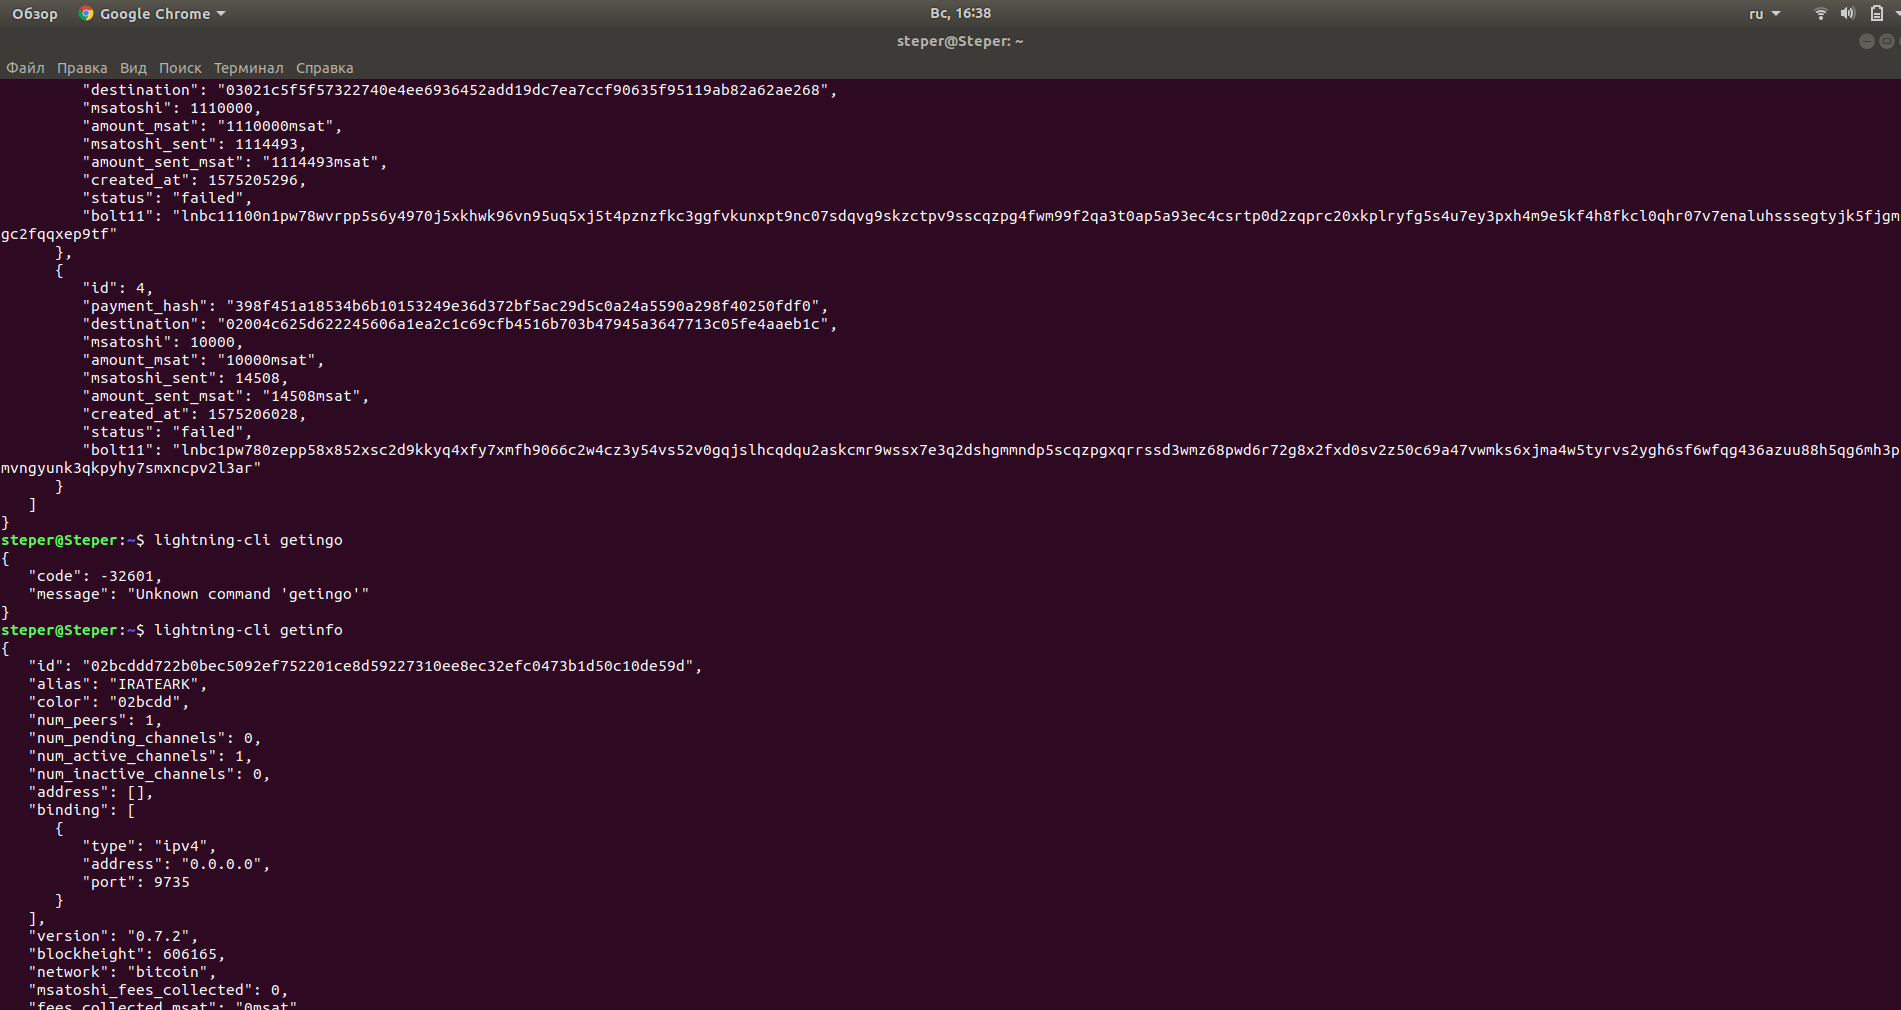 Обзор Google Chrome Вс, 16:38 ru
steper@Steper: ~
Файл Правка Вид Поиск Терминал Справка
"destination": "03021c5f5f57322740e4ee6936452add19dc7ea7ccf90635f95119ab82a62ae268",
"msatoshi": 1110000,
"amount_msat": "1110000msat",
"msatoshi_sent": 1114493,
"amount_sent_msat": "1114493msat",
"created_at": 1575205296,
"status": "failed",
"bolt11": "lnbc11100n1pw78wvrpp5s6y4970j5xkhwk96vn95uq5xj5t4pznzfkc3ggfvkunxpt9nc07sdqvg9skzctpv9sscqzpg4fwm99f2qa3t0ap5a93ec4csrtp0d2zqprc20xkplryfg5s4u7ey3pxh4m9e5kf4h8fkcl0qhr07v7enaluhsssegtyjk5fjgm
gc2fqqxep9tf"
},
{
"id": 4,
"payment_hash": "398f451a18534b6b10153249e36d372bf5ac29d5c0a24a5590a298f40250fdf0",
"destination": "02004c625d622245606a1ea2c1c69cfb4516b703b47945a3647713c05fe4aaeb1c",
"msatoshi": 10000,
"amount_msat": "10000msat",
"msatoshi_sent": 14508,
"amount_sent_msat": "14508msat",
"created_at": 1575206028,
"status": "failed",
"bolt11": "lnbc1pw780zepp58x852xsc2d9kkyq4xfy7xmfh9066c2w4cz3y54vs52v0gqjslhcqdqu2askcmr9wssx7e3q2dshgmmndp5scqzpgxqrrssd3wmz68pwd6r72g8x2fxd0sv2z50c69a47vwmks6xjma4w5tyrvs2ygh6sf6wfqg436azuu88h5qg6mh3p
mvngyunk3qkpyhy7smxncpv2l3ar"
}
]
}
steper@Steper:~$ lightning-cli getingo
{
"code": -32601,
"message": "Unknown command 'getingo'"
}
steper@Steper:~$ lightning-cli getinfo
{
"id": "02bcddd722b0bec5092ef752201ce8d59227310ee8ec32efc0473b1d50c10de59d",
"alias": "IRATEARK",
"color": "02bcdd",
"num_peers": 1,
"num_pending_channels": 0,
"num_active_channels": 1,
"num_inactive_channels": 0,
"address": [],
"binding": [
{
"type": "ipv4",
"address": "0.0.0.0",
"port": 9735
}
],
"version": "0.7.2",
"blockheight": 606165,
"network": "bitcoin",
"msatoshi_fees_collected": 0,
"fees_collected_msat": "0msat"